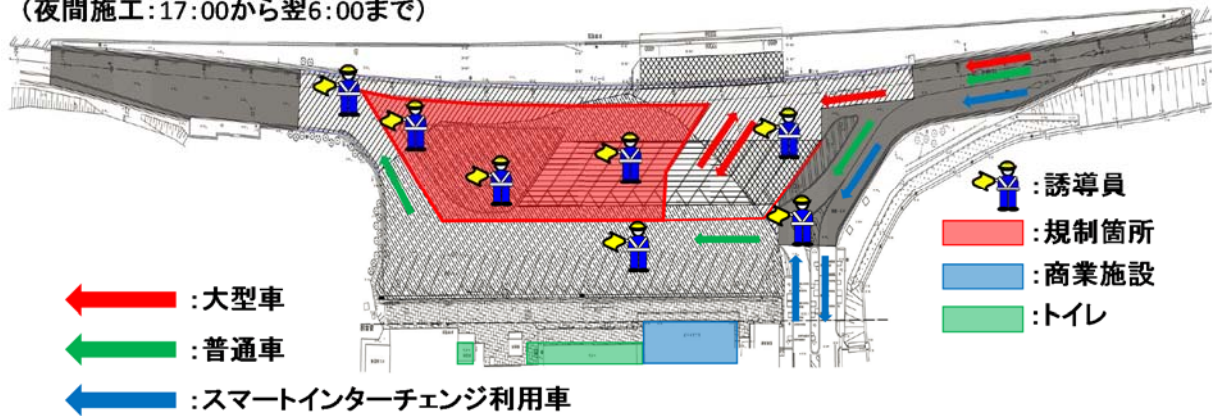 (夜間施工:17:00から翌6:00まで)
:誘導員
:規制箇所
:商業施設
:トイレ
:大型車
:普通車
:スマートインターチェンジ利用車